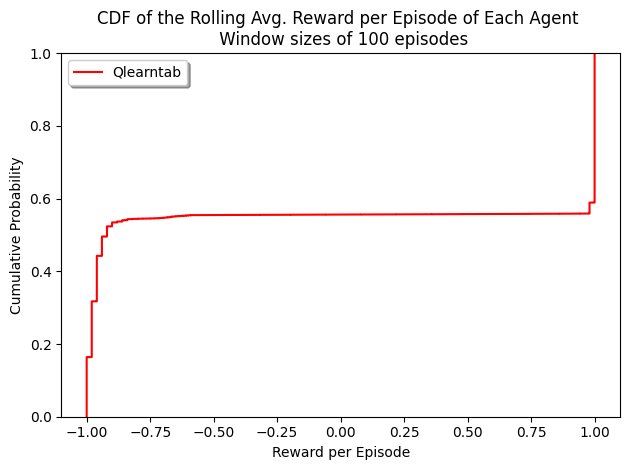 CDF of the Rolling Avg. Reward per Episode of Each Agent
Window sizes of 100 episodes
Qlearntab
Cumulative Probability
1.0
0.8
0.6
0.4
0.2
0.0
−1.00 −0.75 −0.50 −0.25 0.00 0.25 0.50 0.75 1.00
Reward per Episode